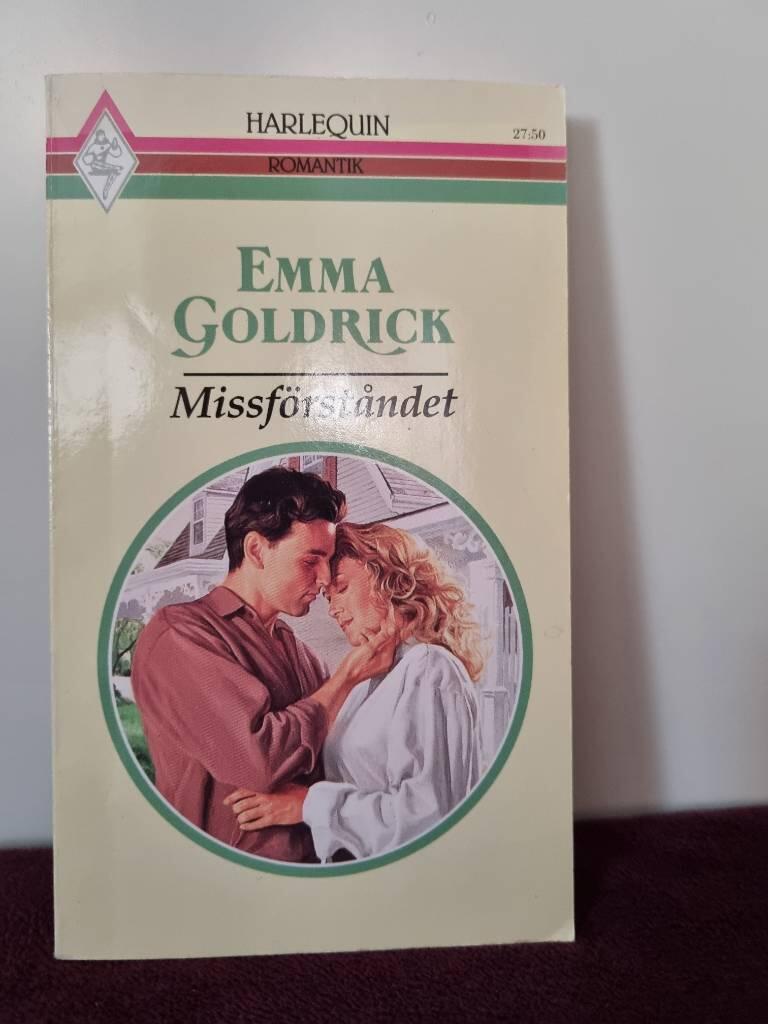 HARLEQUIN
27:50
ROMANTIK
EMMA
GOLDRICK
Missförståndet